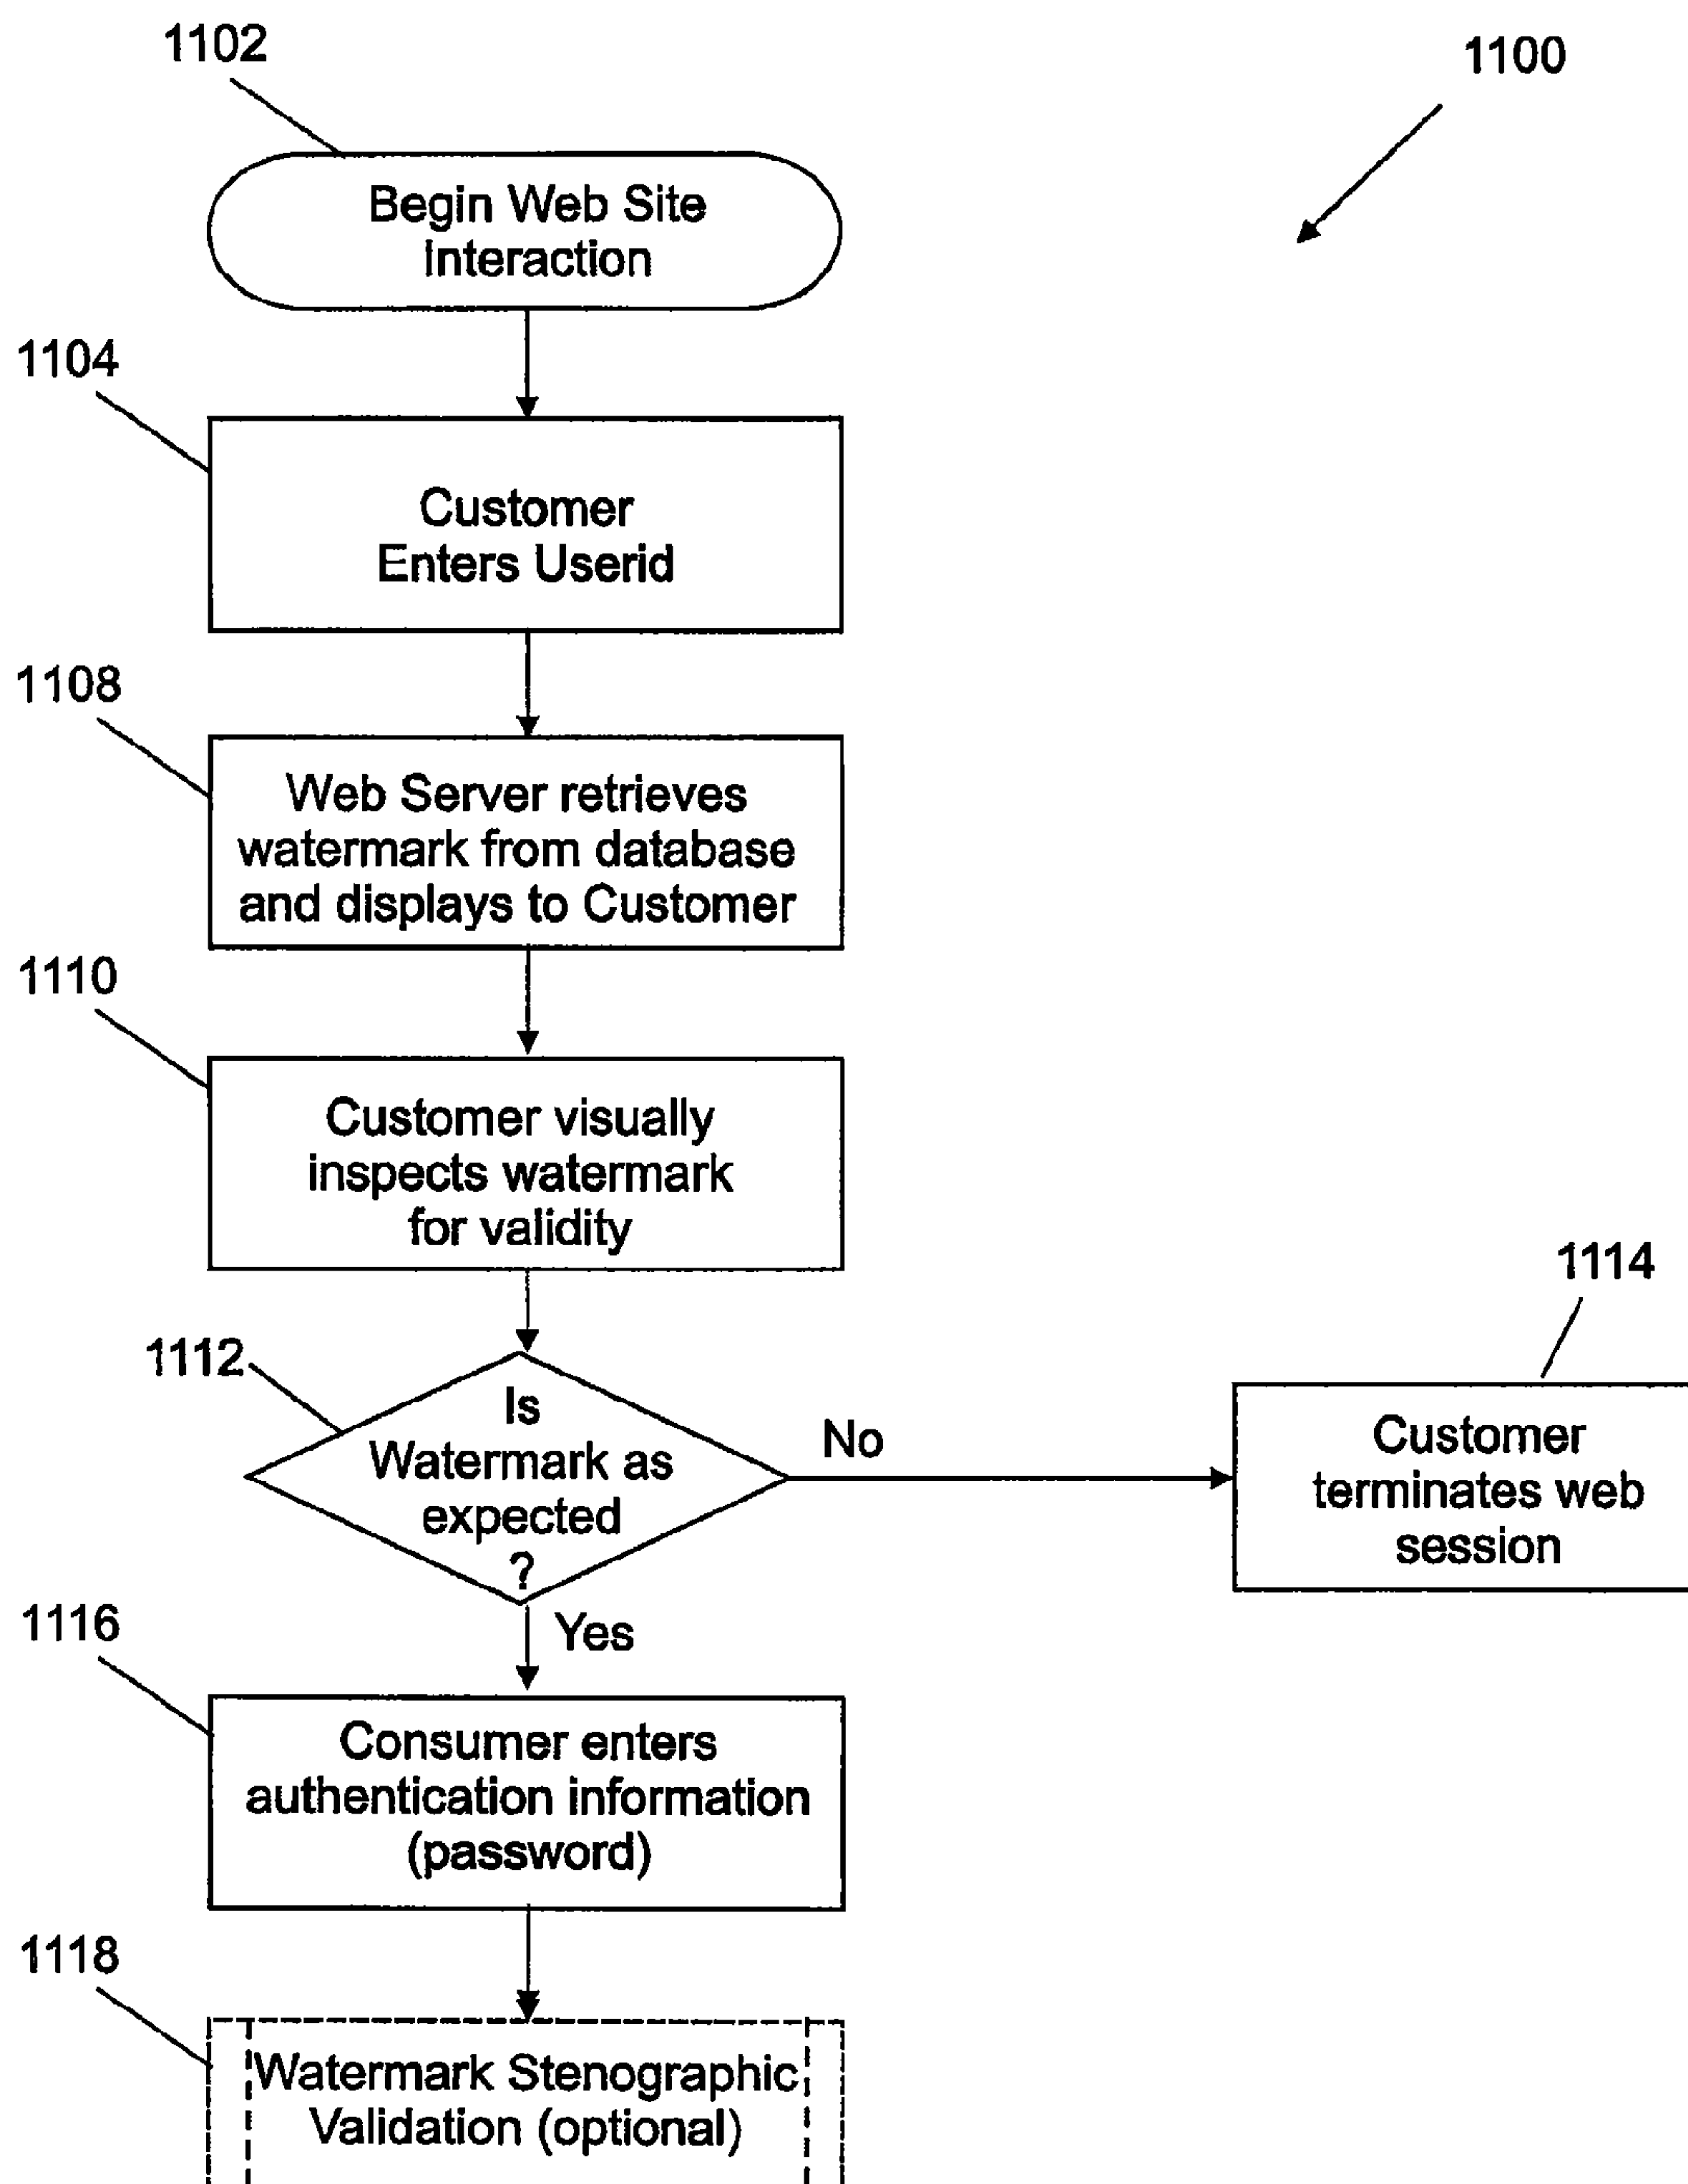 1102
1100
Begin Web Site
Interaction
1104
Customer
Enters Userid
1108
Web Server retrieves
watermark from database
and displays to Customer
1110
Customer visually
inspects watermark
for validity
1112
Is
Watermark as
expected
?
No
1114
Customer
terminates web
session
Yes
1116
Consumer enters
authentication information
(password)
1118
Watermark Stenographic
Validation (optional)